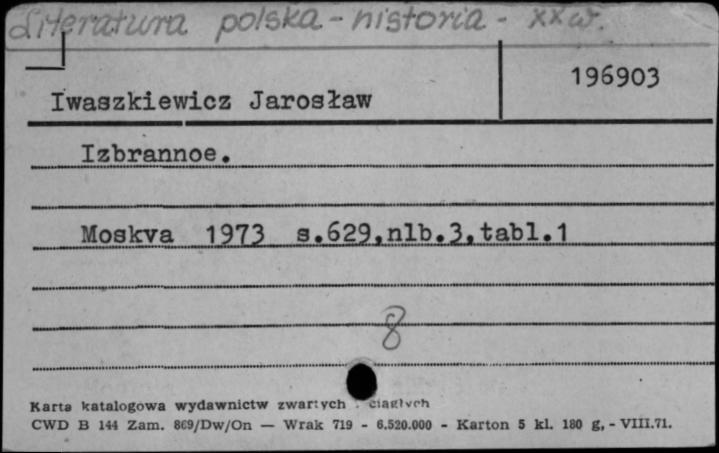 Literatura polska - historia - XX w.
196903
Iwaszkiewicz Jarosław
Izbrannoe.
Moskva 1973 s.629,nlb.3,tabl.1
8
Karta katalogowa wydawnictw zwartych i ciągłych
CWD B 144 Zam. 869/Dw/On — Wrak 719 - 6.520.000 - Karton 5 kl. 180 g, - VIII.71.